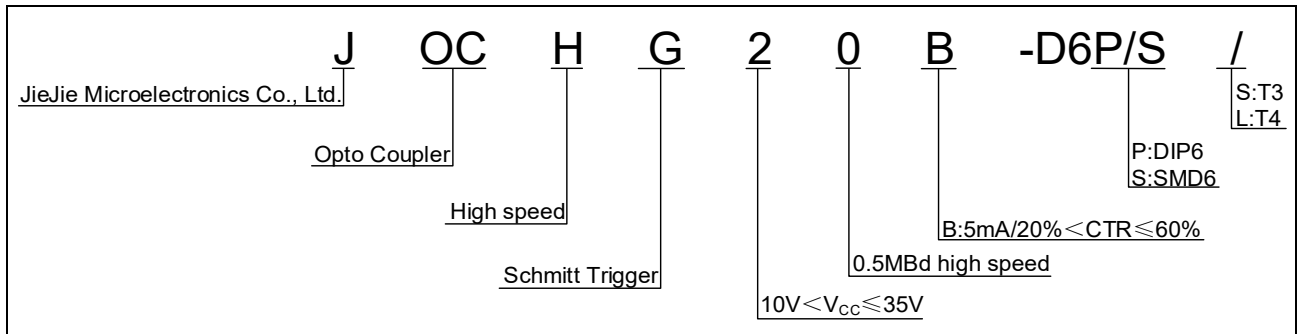 J OC H G 2 0 B -D6P/S /
JieJie Microelectronics Co., Ltd.
S:T3
L:T4
Opto Coupler
P:DIP6
S:SMD6
High speed
B:5mA/20%<CTR≤60%
Schmitt Trigger
0.5MBd high speed
10V<VCC≤35V